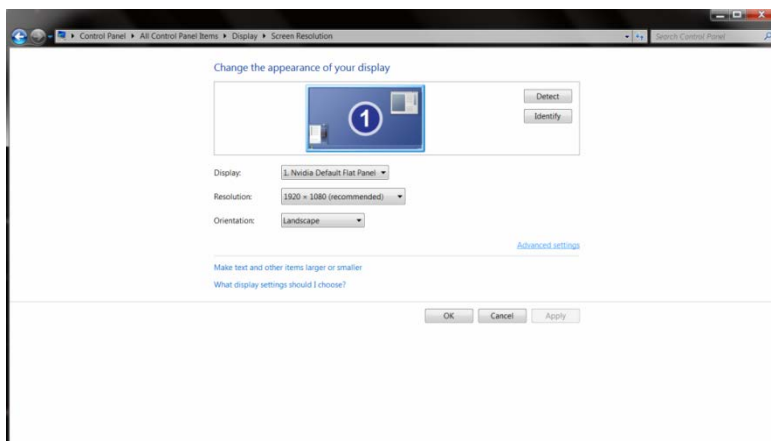 Control Panel ▸ All Control Panel Items ▸ Display ▸ Screen Resolution
Search Control Panel
Change the appearance of your display
1
Detect
Identify
Display: 1. Nvidia Default Flat Panel
Resolution: 1920 × 1080 (recommended)
Orientation: Landscape
Advanced settings
Make text and other items larger or smaller
What display settings should I choose?
OK Cancel Apply